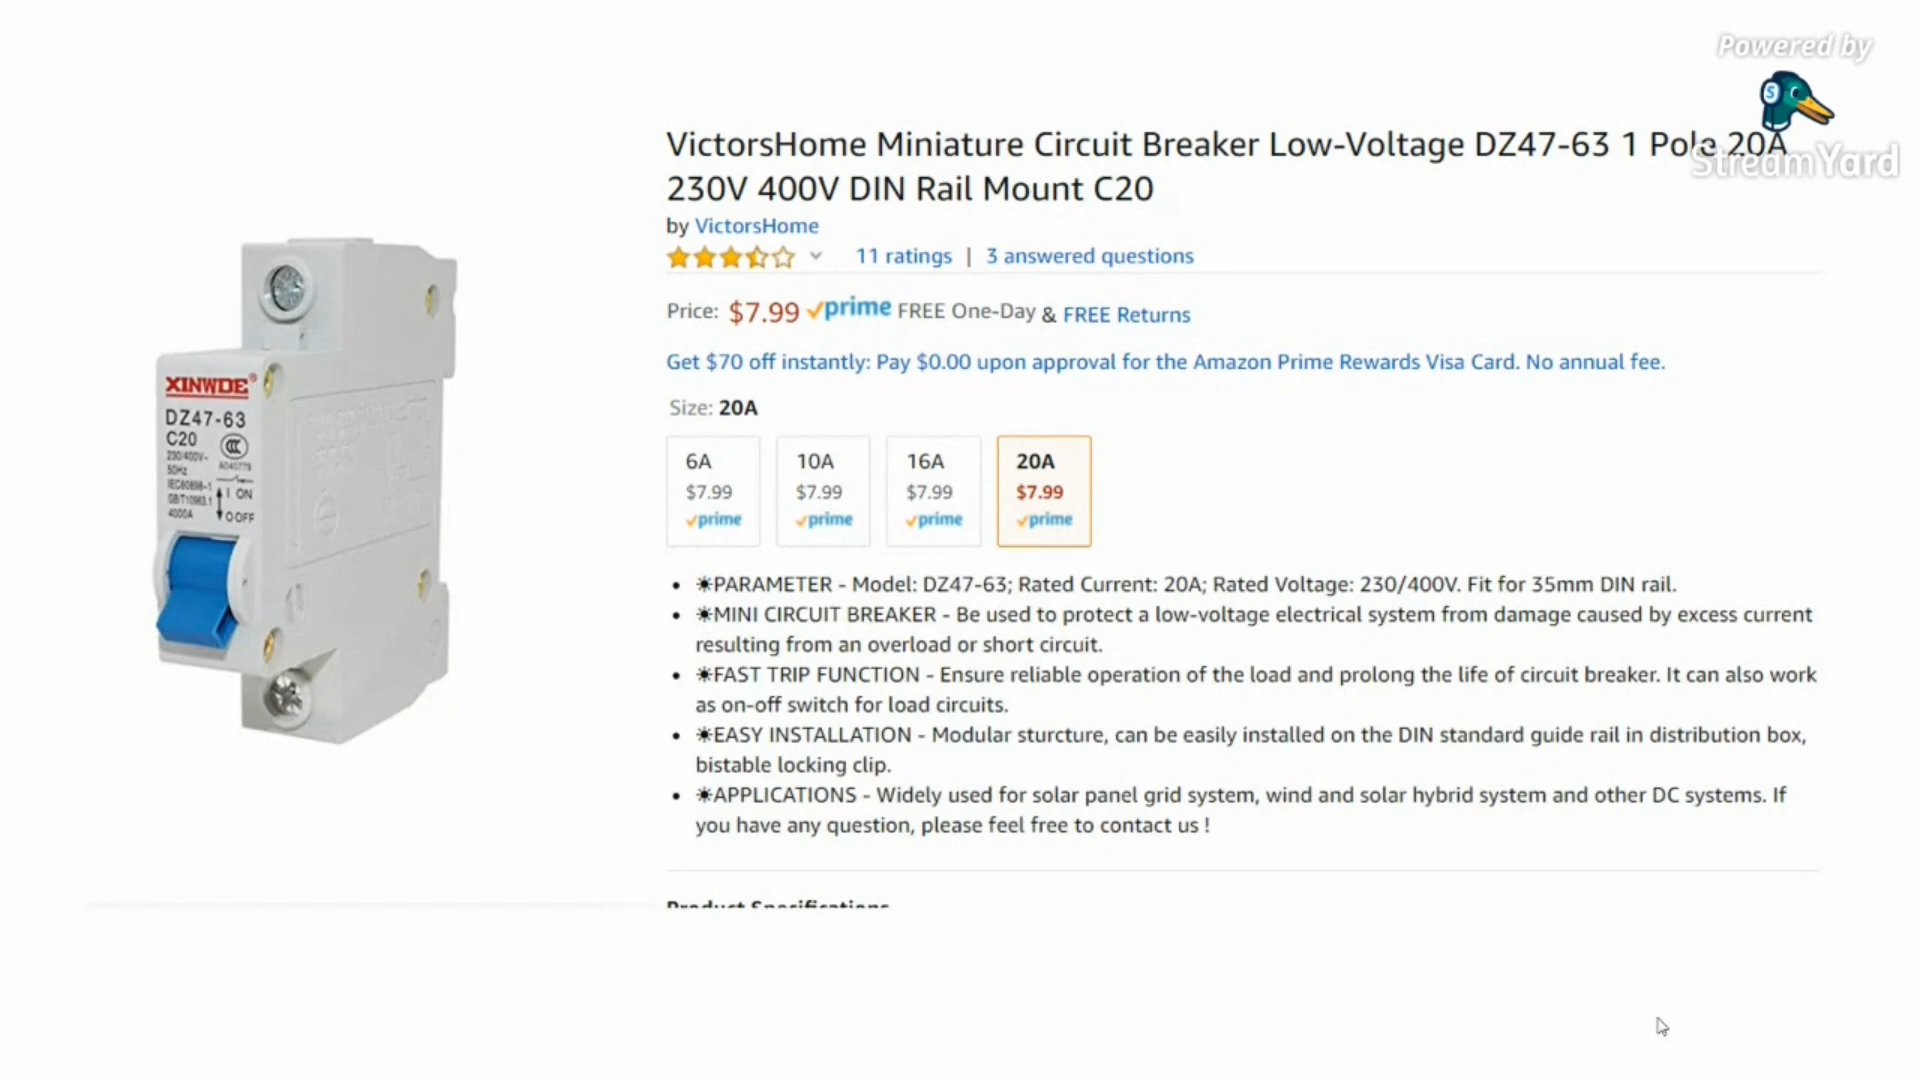 Powered by
StreamYard
VictorsHome Miniature Circuit Breaker Low-Voltage DZ47-63 1 Pole 20A
230V 400V DIN Rail Mount C20
by VictorsHome
11 ratings | 3 answered questions
Price: $7.99 prime FREE One-Day & FREE Returns
Get $70 off instantly: Pay $0.00 upon approval for the Amazon Prime Rewards Visa Card. No annual fee.
Size: 20A
6A 10A 16A 20A
$7.99 $7.99 $7.99 $7.99
prime prime prime prime
• ☀PARAMETER - Model: DZ47-63; Rated Current: 20A; Rated Voltage: 230/400V. Fit for 35mm DIN rail.
• ☀MINI CIRCUIT BREAKER - Be used to protect a low-voltage electrical system from damage caused by excess current
resulting from an overload or short circuit.
• ☀FAST TRIP FUNCTION - Ensure reliable operation of the load and prolong the life of circuit breaker. It can also work
as on-off switch for load circuits.
• ☀EASY INSTALLATION - Modular sturcture, can be easily installed on the DIN standard guide rail in distribution box,
bistable locking clip.
• ☀APPLICATIONS - Widely used for solar panel grid system, wind and solar hybrid system and other DC systems. If
you have any question, please feel free to contact us !
Product Specifications
XINWDE®
DZ47-63
C20
230/400V~
50Hz
IEC60898-1
GB/T10963.1
4000A
A040779
I ON
O OFF